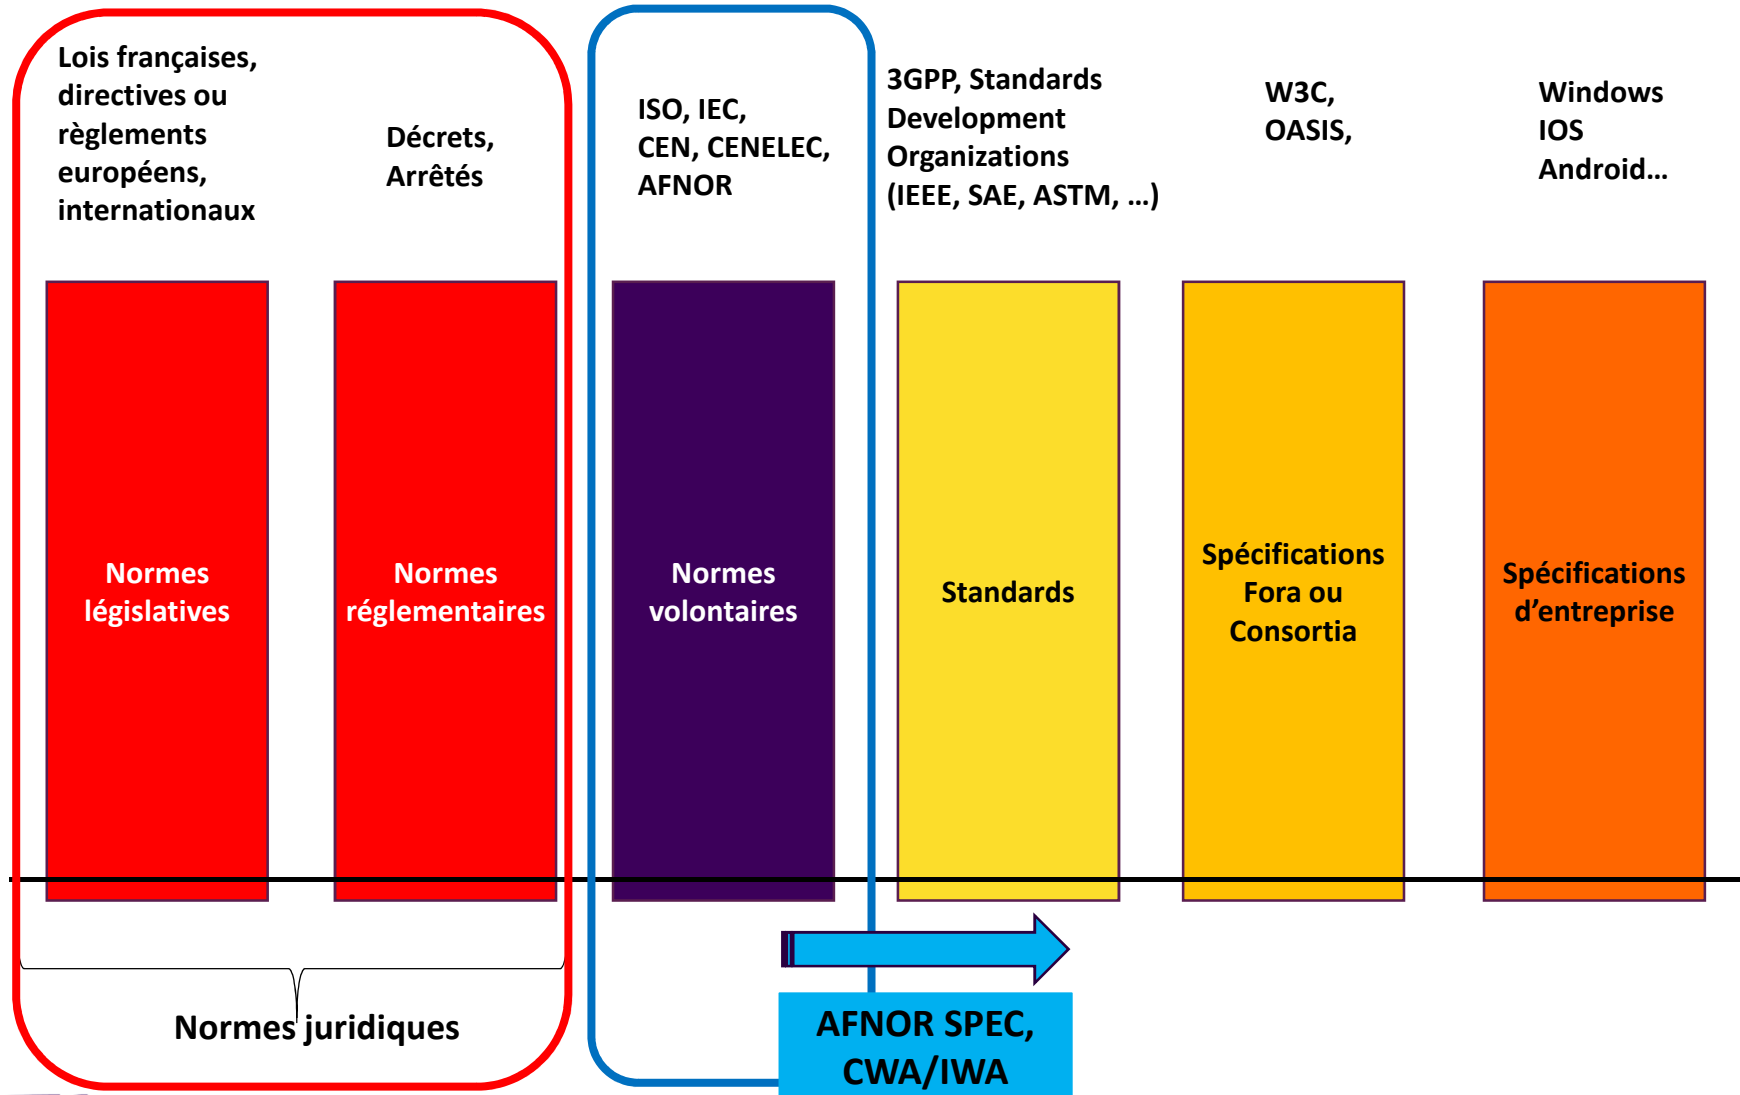 Lois françaises,
directives ou
règlements
européens,
internationaux
Décrets,
Arrêtés
ISO, IEC,
CEN, CENELEC,
AFNOR
3GPP, Standards
Development
Organizations
(IEEE, SAE, ASTM, …)
W3C,
OASIS,
Windows
IOS
Android…
Normes
législatives
Normes
réglementaires
Normes
volontaires
Standards
Spécifications
Fora ou
Consortia
Spécifications
d’entreprise
Normes juridiques
AFNOR SPEC,
CWA/IWA